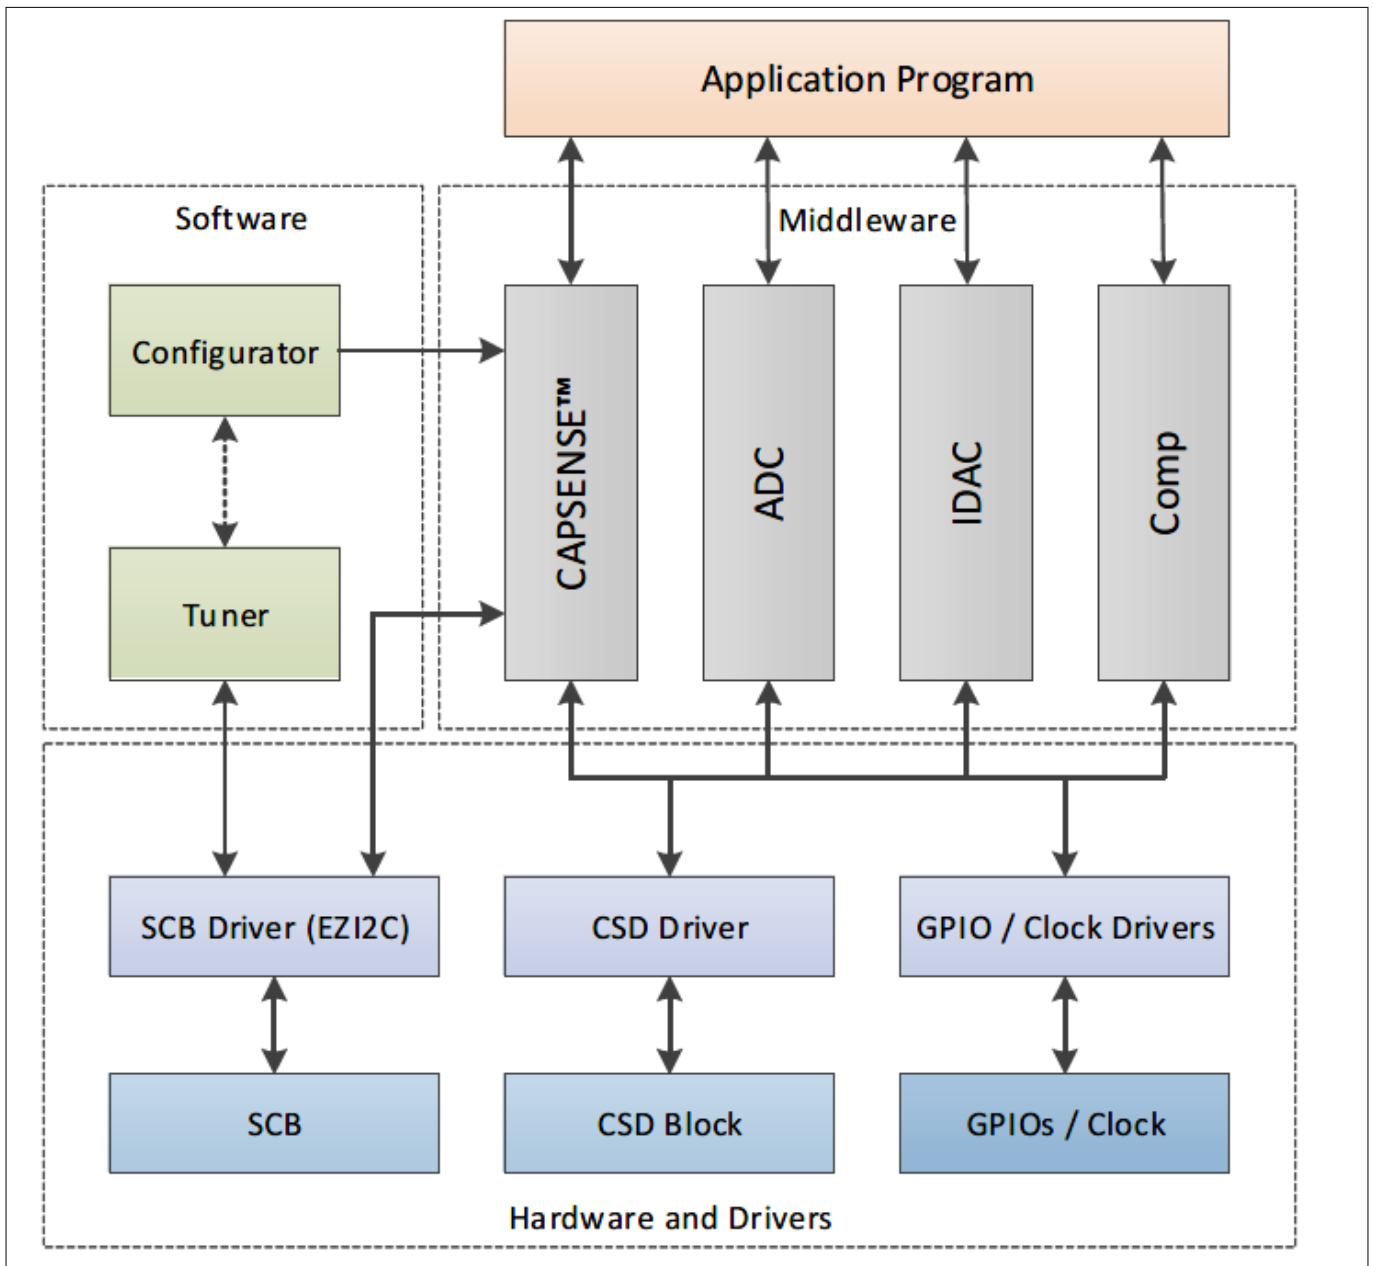 Application Program
Software
Middleware
Configurator
Tuner
CAPSENSE™
ADC
IDAC
Comp
SCB Driver (EZI2C)
CSD Driver
GPIO / Clock Drivers
SCB
CSD Block
GPIOs / Clock
Hardware and Drivers